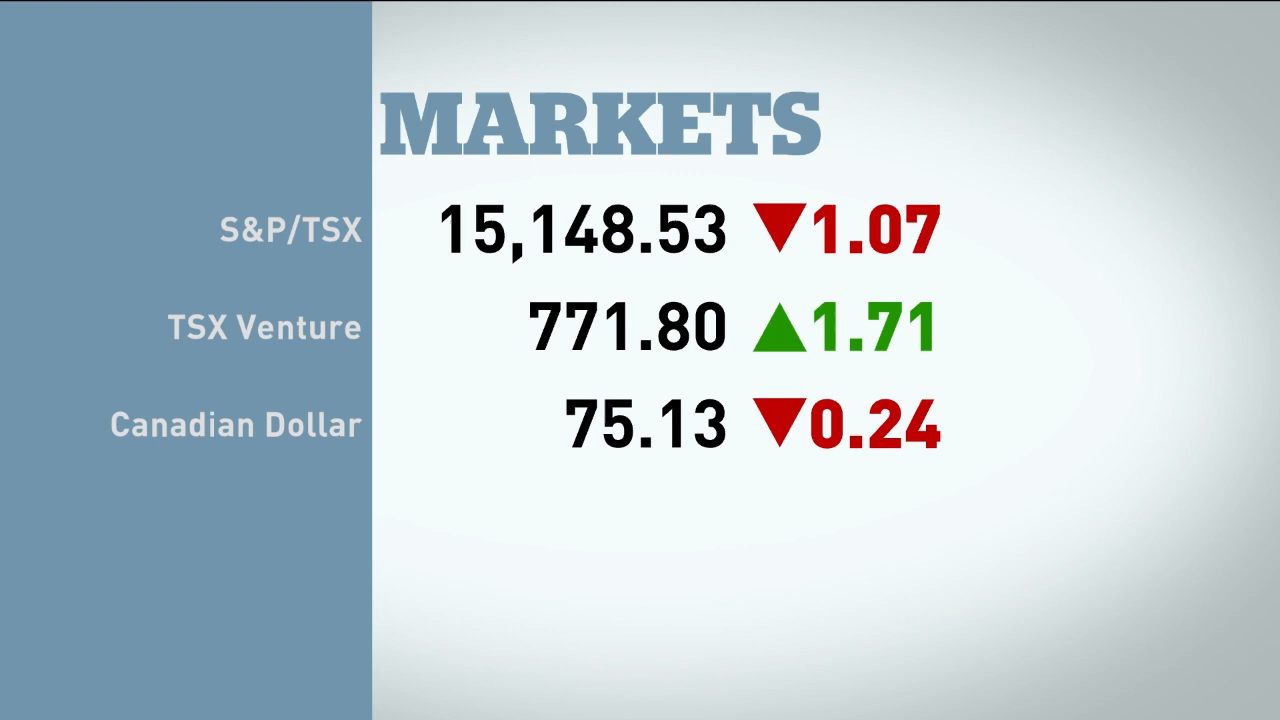 MARKETS
S&P/TSX 15,148.53 ▼1.07
TSX Venture 771.80 ▲1.71
Canadian Dollar 75.13 ▼0.24